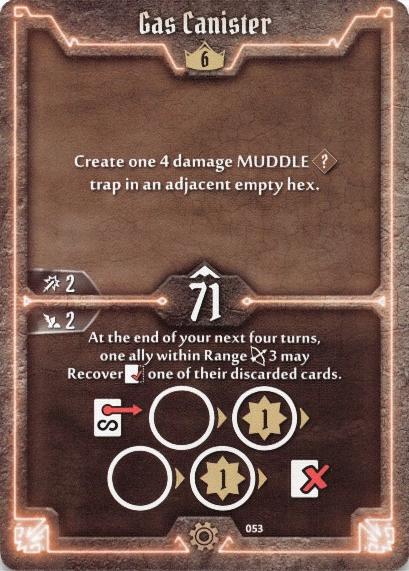 Gas Canister
6
Create one 4 damage MUDDLE ?
trap in an adjacent empty hex.
2
71
2
At the end of your next four turns,
one ally within Range 3 may
Recover one of their discarded cards.
S 1
1
053